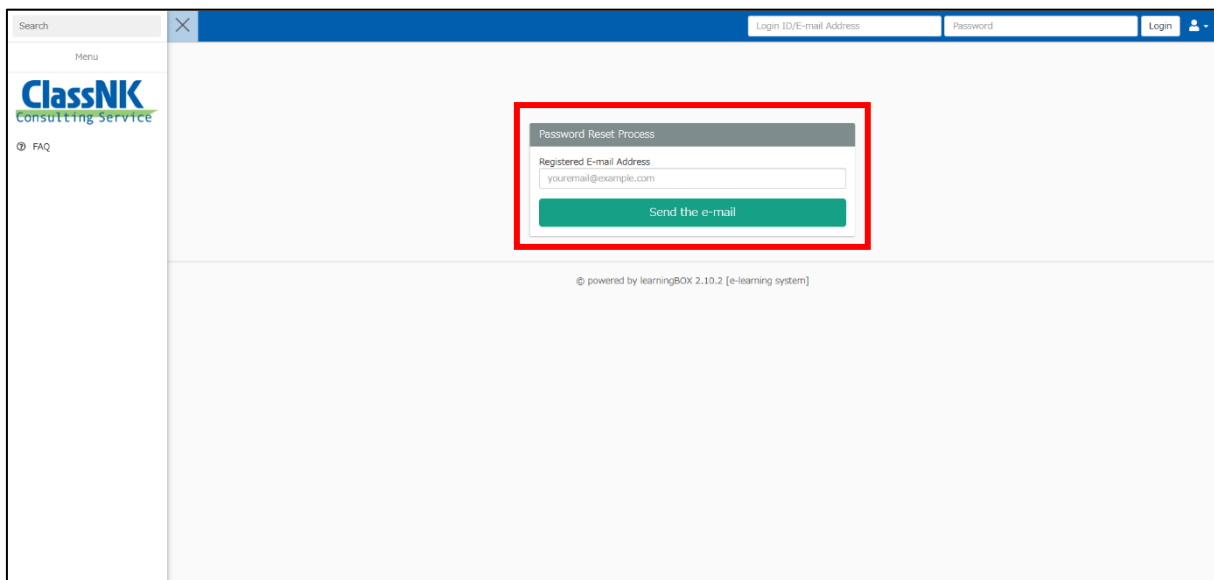 Search
Login ID/E-mail Address
Password
Login
Menu
ClassNK
Consulting Service
FAQ
Password Reset Process
Registered E-mail Address
youremail@example.com
Send the e-mail
© powered by learningBOX 2.10.2 [e-learning system]